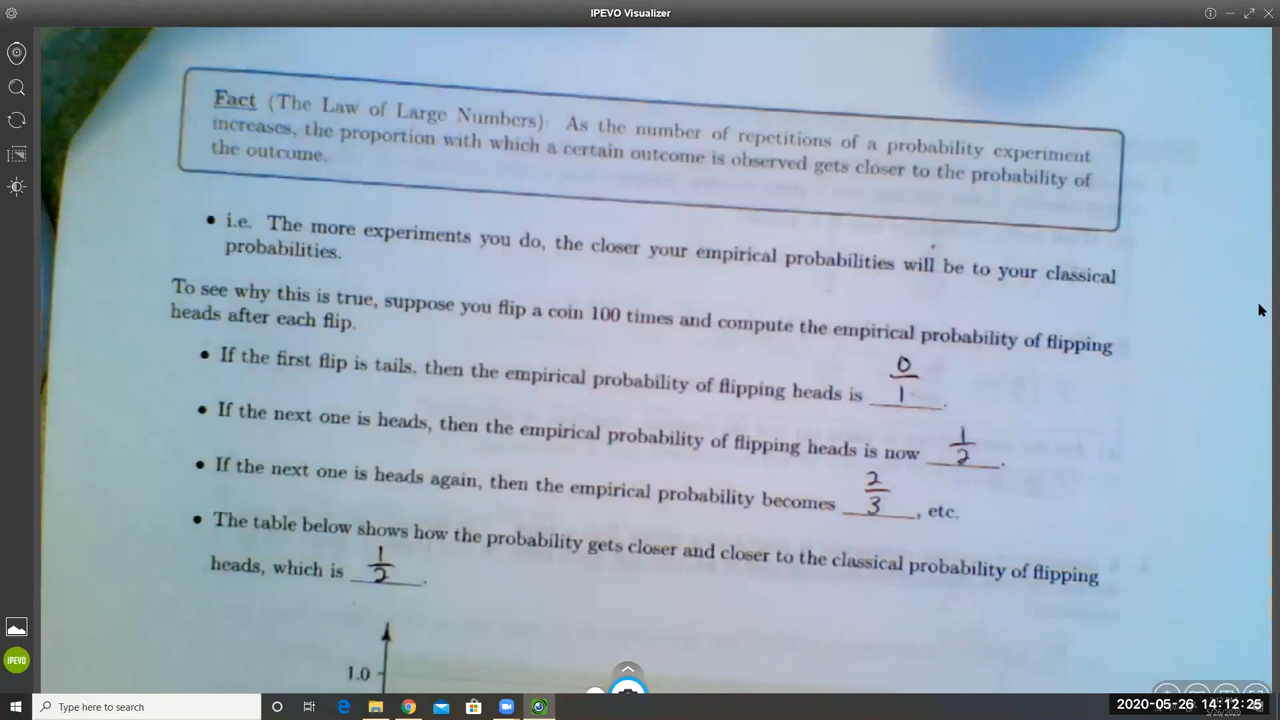 IPEVO Visualizer
Fact (The Law of Large Numbers): As the number of repetitions of a probability experiment
increases, the proportion with which a certain outcome is observed gets closer to the probability of
the outcome.
• i.e. The more experiments you do, the closer your empirical probabilities will be to your classical
probabilities.
To see why this is true, suppose you flip a coin 100 times and compute the empirical probability of flipping
heads after each flip.
• If the first flip is tails, then the empirical probability of flipping heads is 0/1.
• If the next one is heads, then the empirical probability of flipping heads is now 1/2.
• If the next one is heads again, then the empirical probability becomes 2/3, etc.
• The table below shows how the probability gets closer and closer to the classical probability of flipping
heads, which is 1/2.
1.0
IPEVO
Type here to search
2020-05-26 14:12:25